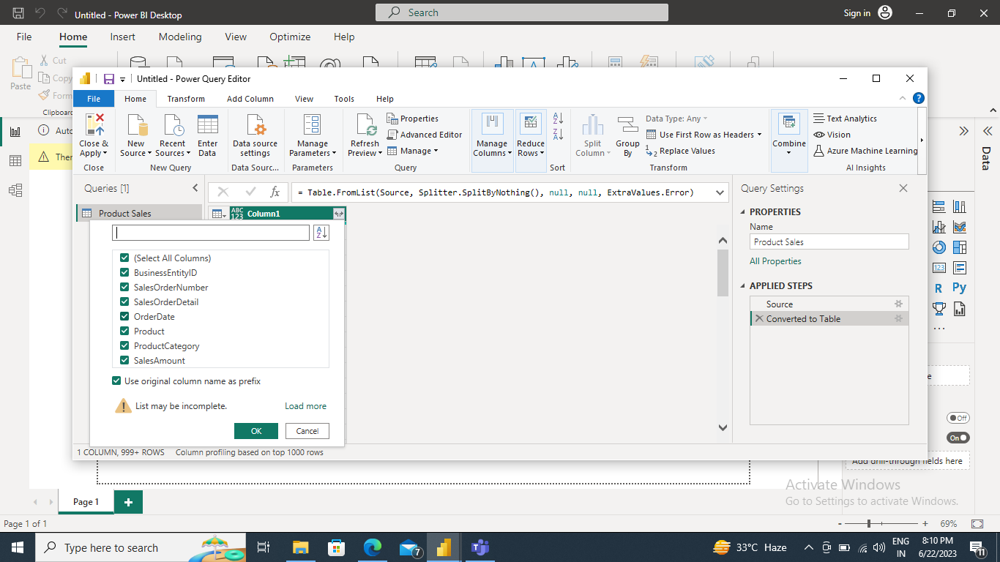 Untitled - Power BI Desktop
Search
Sign in
File Home Insert Modeling View Optimize Help
Paste
Cut
Copy
Form
Clipboard
Auto
Ther
Untitled - Power Query Editor
File Home Transform Add Column View Tools Help
Close &
Apply
Close
New
Source
Recent
Sources
Enter
Data
New Query
Data source
settings
Data Sourc...
Manage
Parameters
Parameters
Refresh
Preview
Properties
Advanced Editor
Manage
Query
Manage
Columns
Reduce
Rows
A
Z
Z
A
Sort
Split
Column
Group
By
Data Type: Any
Use First Row as Headers
1 2 Replace Values
Transform
Combine
Text Analytics
Vision
Azure Machine Learning
AI Insights
Data
Queries [1]
Product Sales
fx
= Table.FromList(Source, Splitter.SplitByNothing(), null, null, ExtraValues.Error)
ABC
123
Column1
A
Z
(Select All Columns)
BusinessEntityID
SalesOrderNumber
SalesOrderDetail
OrderDate
Product
ProductCategory
SalesAmount
Use original column name as prefix
List may be incomplete.
Load more
OK
Cancel
Query Settings
PROPERTIES
Name
Product Sales
All Properties
APPLIED STEPS
Source
Converted to Table
123
R Py
e
Off
On
Add drill-through fields here
1 COLUMN, 999+ ROWS Column profiling based on top 1000 rows
Activate Windows
Go to Settings to activate Windows.
Page 1
Page 1 of 1
- + 69%
Type here to search
7
33°C Haze
ENG
IN
8:10 PM
6/22/2023
11